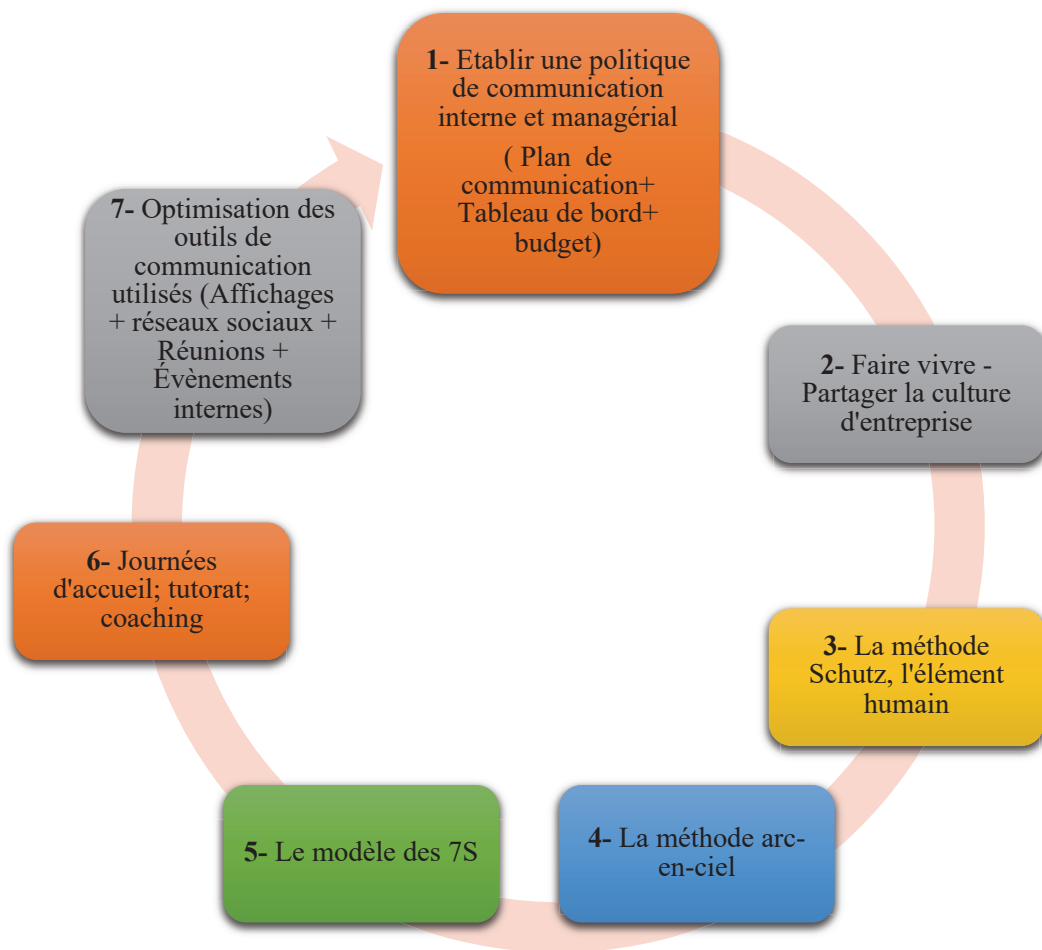 1- Etablir une politique
de communication
interne et managérial
( Plan de
communication+
Tableau de bord+
budget)
2- Faire vivre -
Partager la culture
d'entreprise
3- La méthode
Schutz, l'élément
humain
4- La méthode arc-
en-ciel
5- Le modèle des 7S
6- Journées
d'accueil; tutorat;
coaching
7- Optimisation des
outils de
communication
utilisés (Affichages
+ réseaux sociaux +
Réunions +
Évènements
internes)